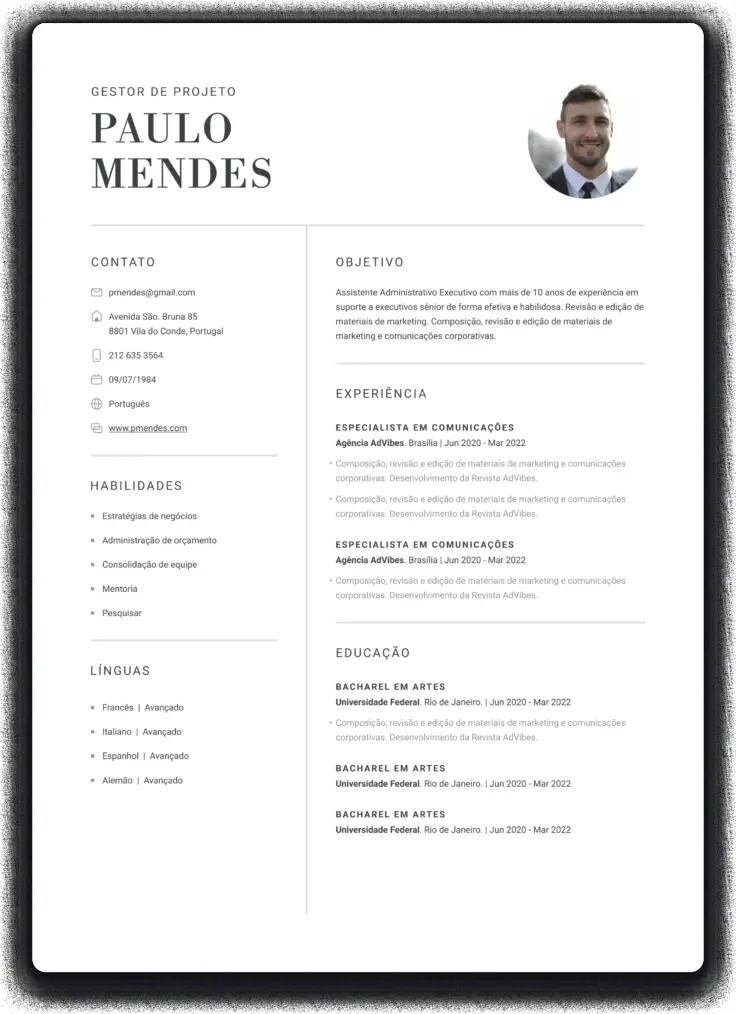 GESTOR DE PROJETO
PAULO
MENDES
CONTATO
pmendes@gmail.com
Avenida São. Bruna 85
8801 Vila do Conde, Portugal
212 635 3564
09/07/1984
Português
www.pmendes.com
HABILIDADES
Estratégias de negócios
Administração de orçamento
Consolidação de equipe
Mentoria
Pesquisar
LÍNGUAS
Francês | Avançado
Italiano | Avançado
Espanhol | Avançado
Alemão | Avançado
OBJETIVO
Assistente Administrativo Executivo com mais de 10 anos de experiência em
suporte a executivos sênior de forma efetiva e habilidosa. Revisão e edição de
materiais de marketing. Composição, revisão e edição de materiais de
marketing e comunicações corporativas.
EXPERIÊNCIA
ESPECIALISTA EM COMUNICAÇÕES
Agência AdVibes. Brasília | Jun 2020 - Mar 2022
• Composição, revisão e edição de materiais de marketing e comunicações
corporativas. Desenvolvimento da Revista AdVibes.
• Composição, revisão e edição de materiais de marketing e comunicações
corporativas. Desenvolvimento da Revista AdVibes.
ESPECIALISTA EM COMUNICAÇÕES
Agência AdVibes. Brasília | Jun 2020 - Mar 2022
• Composição, revisão e edição de materiais de marketing e comunicações
corporativas. Desenvolvimento da Revista AdVibes.
EDUCAÇÃO
BACHAREL EM ARTES
Universidade Federal. Rio de Janeiro. | Jun 2020 - Mar 2022
• Composição, revisão e edição de materiais de marketing e comunicações
corporativas. Desenvolvimento da Revista AdVibes.
BACHAREL EM ARTES
Universidade Federal. Rio de Janeiro. | Jun 2020 - Mar 2022
BACHAREL EM ARTES
Universidade Federal. Rio de Janeiro. | Jun 2020 - Mar 2022